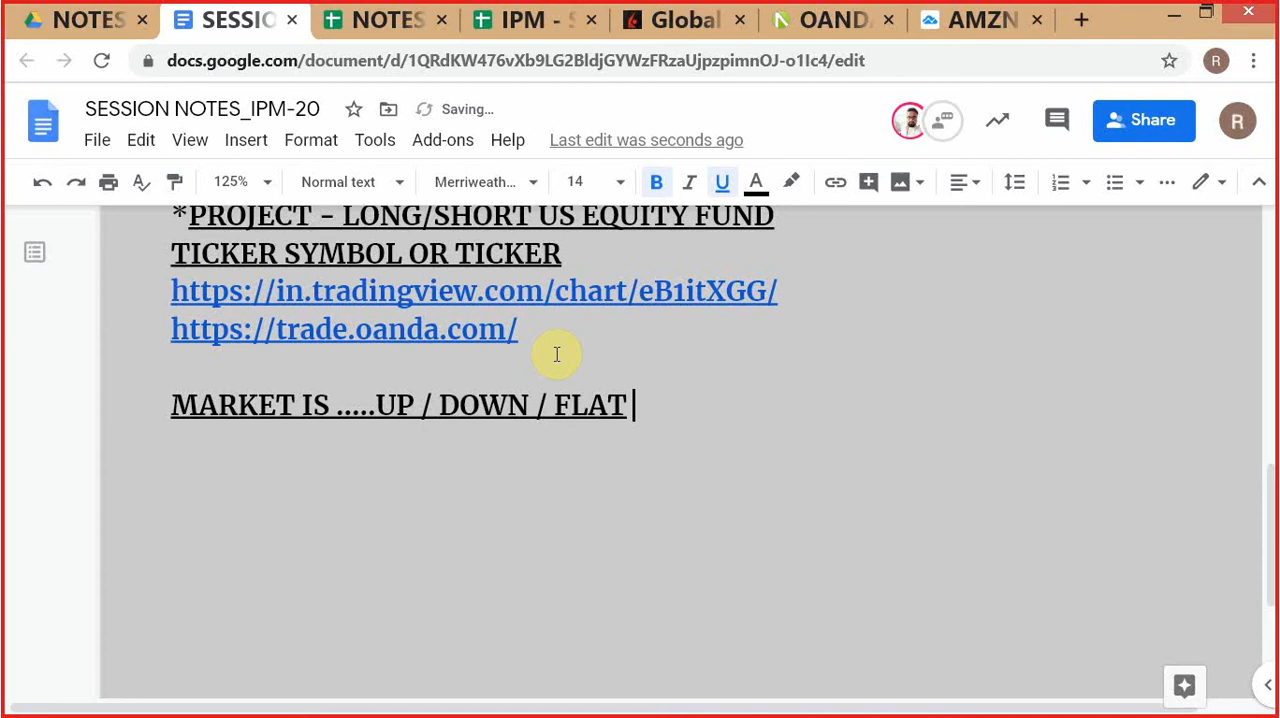 NOTES
SESSIO
NOTES
IPM - S
Global
OANDA
AMZN
docs.google.com/document/d/1QRdKW476vXb9LG2BldjGYWzFRzaUjpzpimnOJ-o1Ic4/edit
R
SESSION NOTES_IPM-20
Saving...
File Edit View Insert Format Tools Add-ons Help Last edit was seconds ago
Share
R
125% Normal text Merriweath... 14 B I U A
*PROJECT - LONG/SHORT US EQUITY FUND
TICKER SYMBOL OR TICKER
https://in.tradingview.com/chart/eB1itXGG/
https://trade.oanda.com/
MARKET IS .....UP / DOWN / FLAT